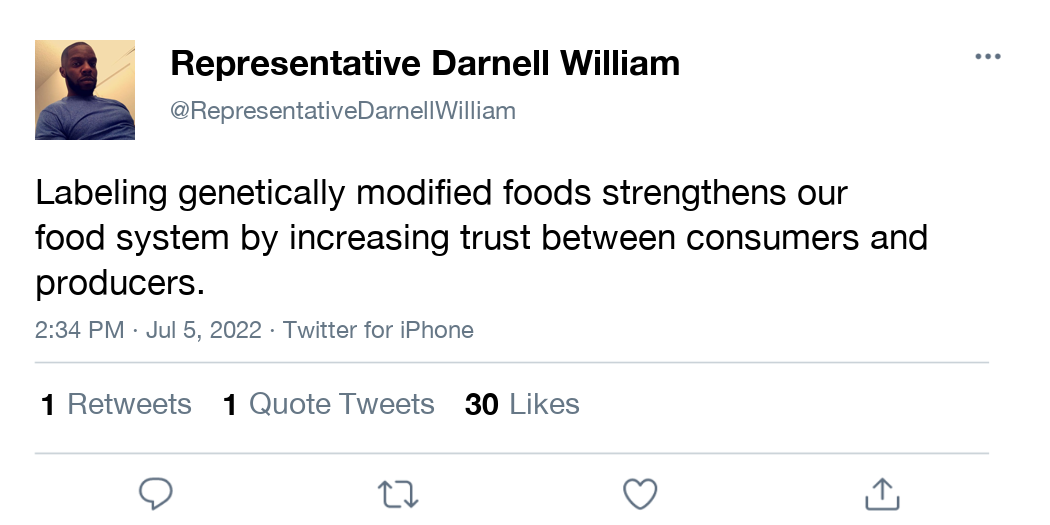 Representative Darnell William
@RepresentativeDarnellWilliam
Labeling genetically modified foods strengthens our
food system by increasing trust between consumers and
producers.
2:34 PM · Jul 5, 2022 · Twitter for iPhone
1 Retweets 1 Quote Tweets 30 Likes